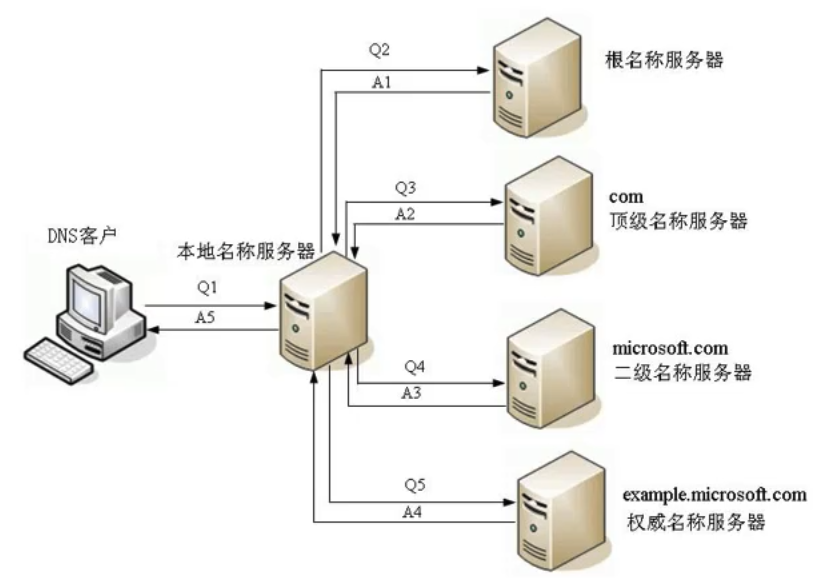 Q2
根名称服务器
A1
Q3
com
A2
顶级名称服务器
DNS客户
本地名称服务器
Q1
A5
microsoft.com
Q4
二级名称服务器
A3
Q5
example.microsoft.com
A4
权威名称服务器